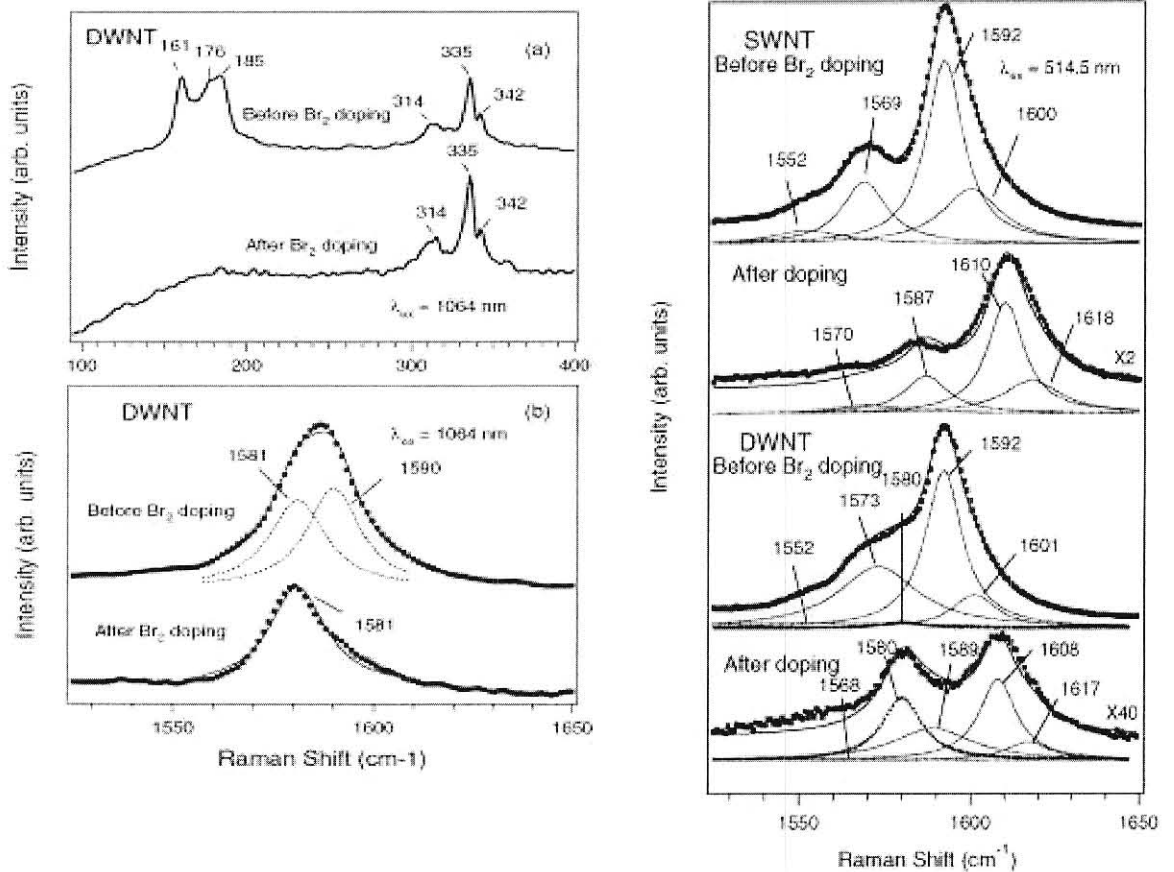 DWNT
(a)
161
176
185
335
314
342
Before Br2 doping
335
314
342
After Br2 doping
λexc = 1064 nm
100 200 300 400
Intensity (arb. units)
DWNT
(b)
λexc = 1064 nm
1581
1590
Before Br2 doping
1581
After Br2 doping
1550 1600 1650
Raman Shift (cm-1)
Intensity (arb. units)
SWNT
Before Br2 doping
1592
λexc = 514.5 nm
1569
1600
1552
After doping
1610
1587
1618
1570
X2
DWNT
Before Br2 doping
1592
1580
1573
1552
1601
After doping
1580
1589
1608
1568
1617
X40
1550 1600 1650
Raman Shift (cm-1)
Intensity (arb. units)